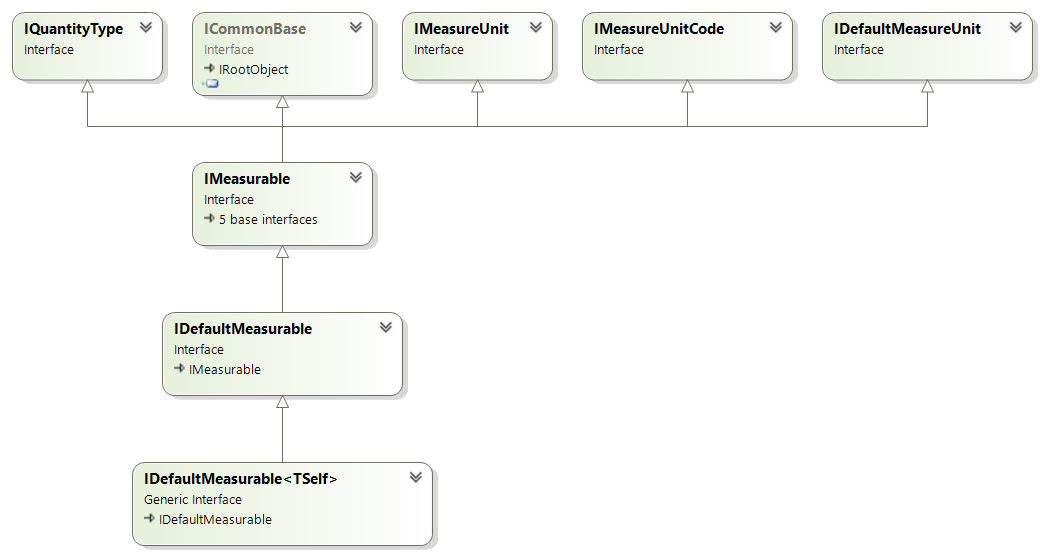 IQuantityType
Interface
ICommonBase
Interface
IRootObject
IMeasureUnit
Interface
IMeasureUnitCode
Interface
IDefaultMeasureUnit
Interface
IMeasurable
Interface
5 base interfaces
IDefaultMeasurable
Interface
IMeasurable
IDefaultMeasurable<TSelf>
Generic Interface
IDefaultMeasurable